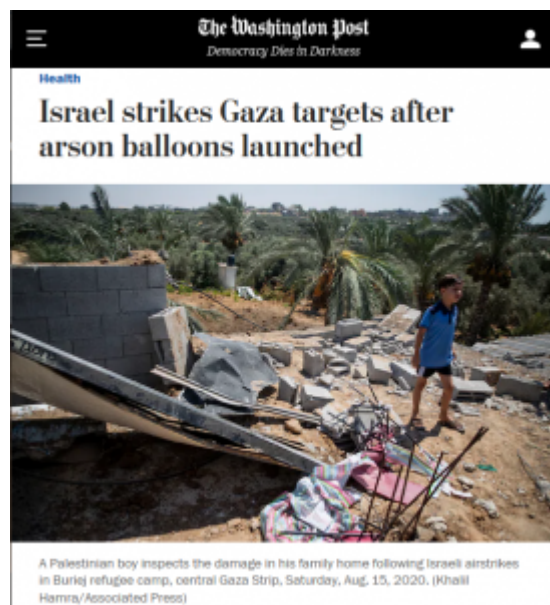 The Washington Post
Democracy Dies in Darkness
Health
Israel strikes Gaza targets after
arson balloons launched
A Palestinian boy inspects the damage in his family home following Israeli airstrikes
in Buriej refugee camp, central Gaza Strip, Saturday, Aug. 15, 2020. (Khalil
Hamra/Associated Press)